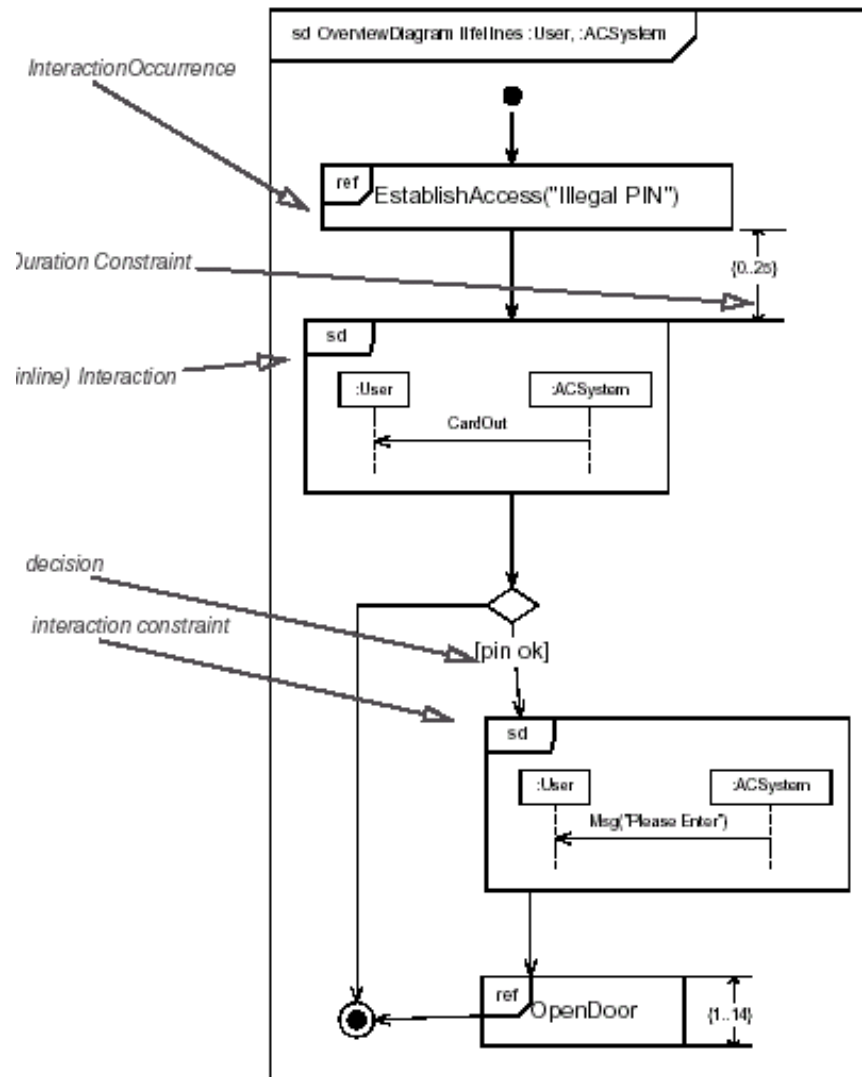 sd OverviewDiagram lifelines :User, :ACSystem
InteractionOccurrence
ref
EstablishAccess("Illegal PIN")
Duration Constraint
{0..25}
sd
(inline) Interaction
:User
:ACSystem
CardOut
decision
interaction constraint
[pin ok]
sd
:User
:ACSystem
Msg("Please Enter")
ref
OpenDoor
{1..14}